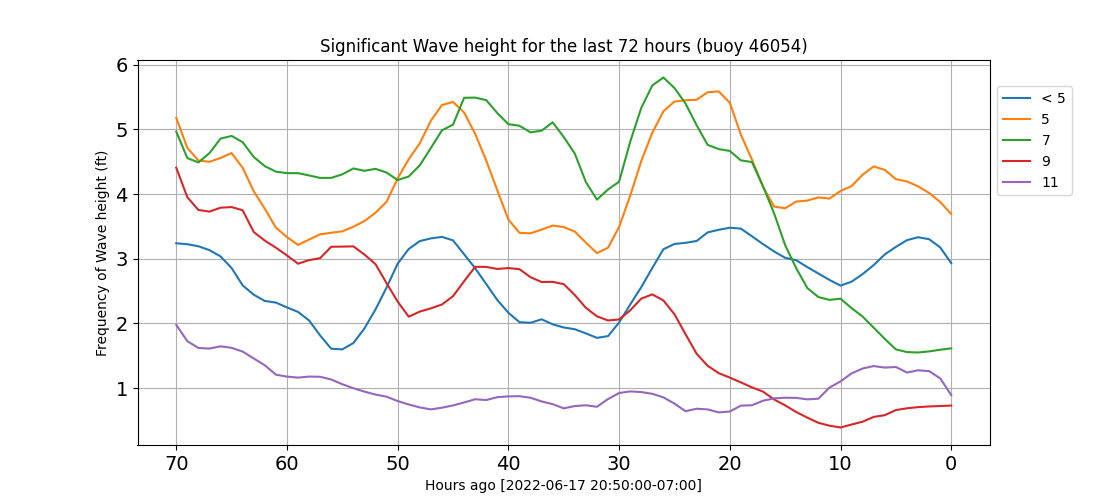 Significant Wave height for the last 72 hours (buoy 46054)
Frequency of Wave height (ft)
6
5
4
3
2
1
70 60 50 40 30 20 10 0
Hours ago [2022-06-17 20:50:00-07:00]
< 5
5
7
9
11